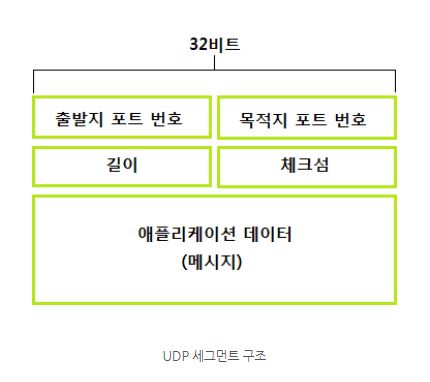 32비트
출발지 포트 번호 목적지 포트 번호
길이 체크섬
애플리케이션 데이터
(메시지)
UDP 세그먼트 구조